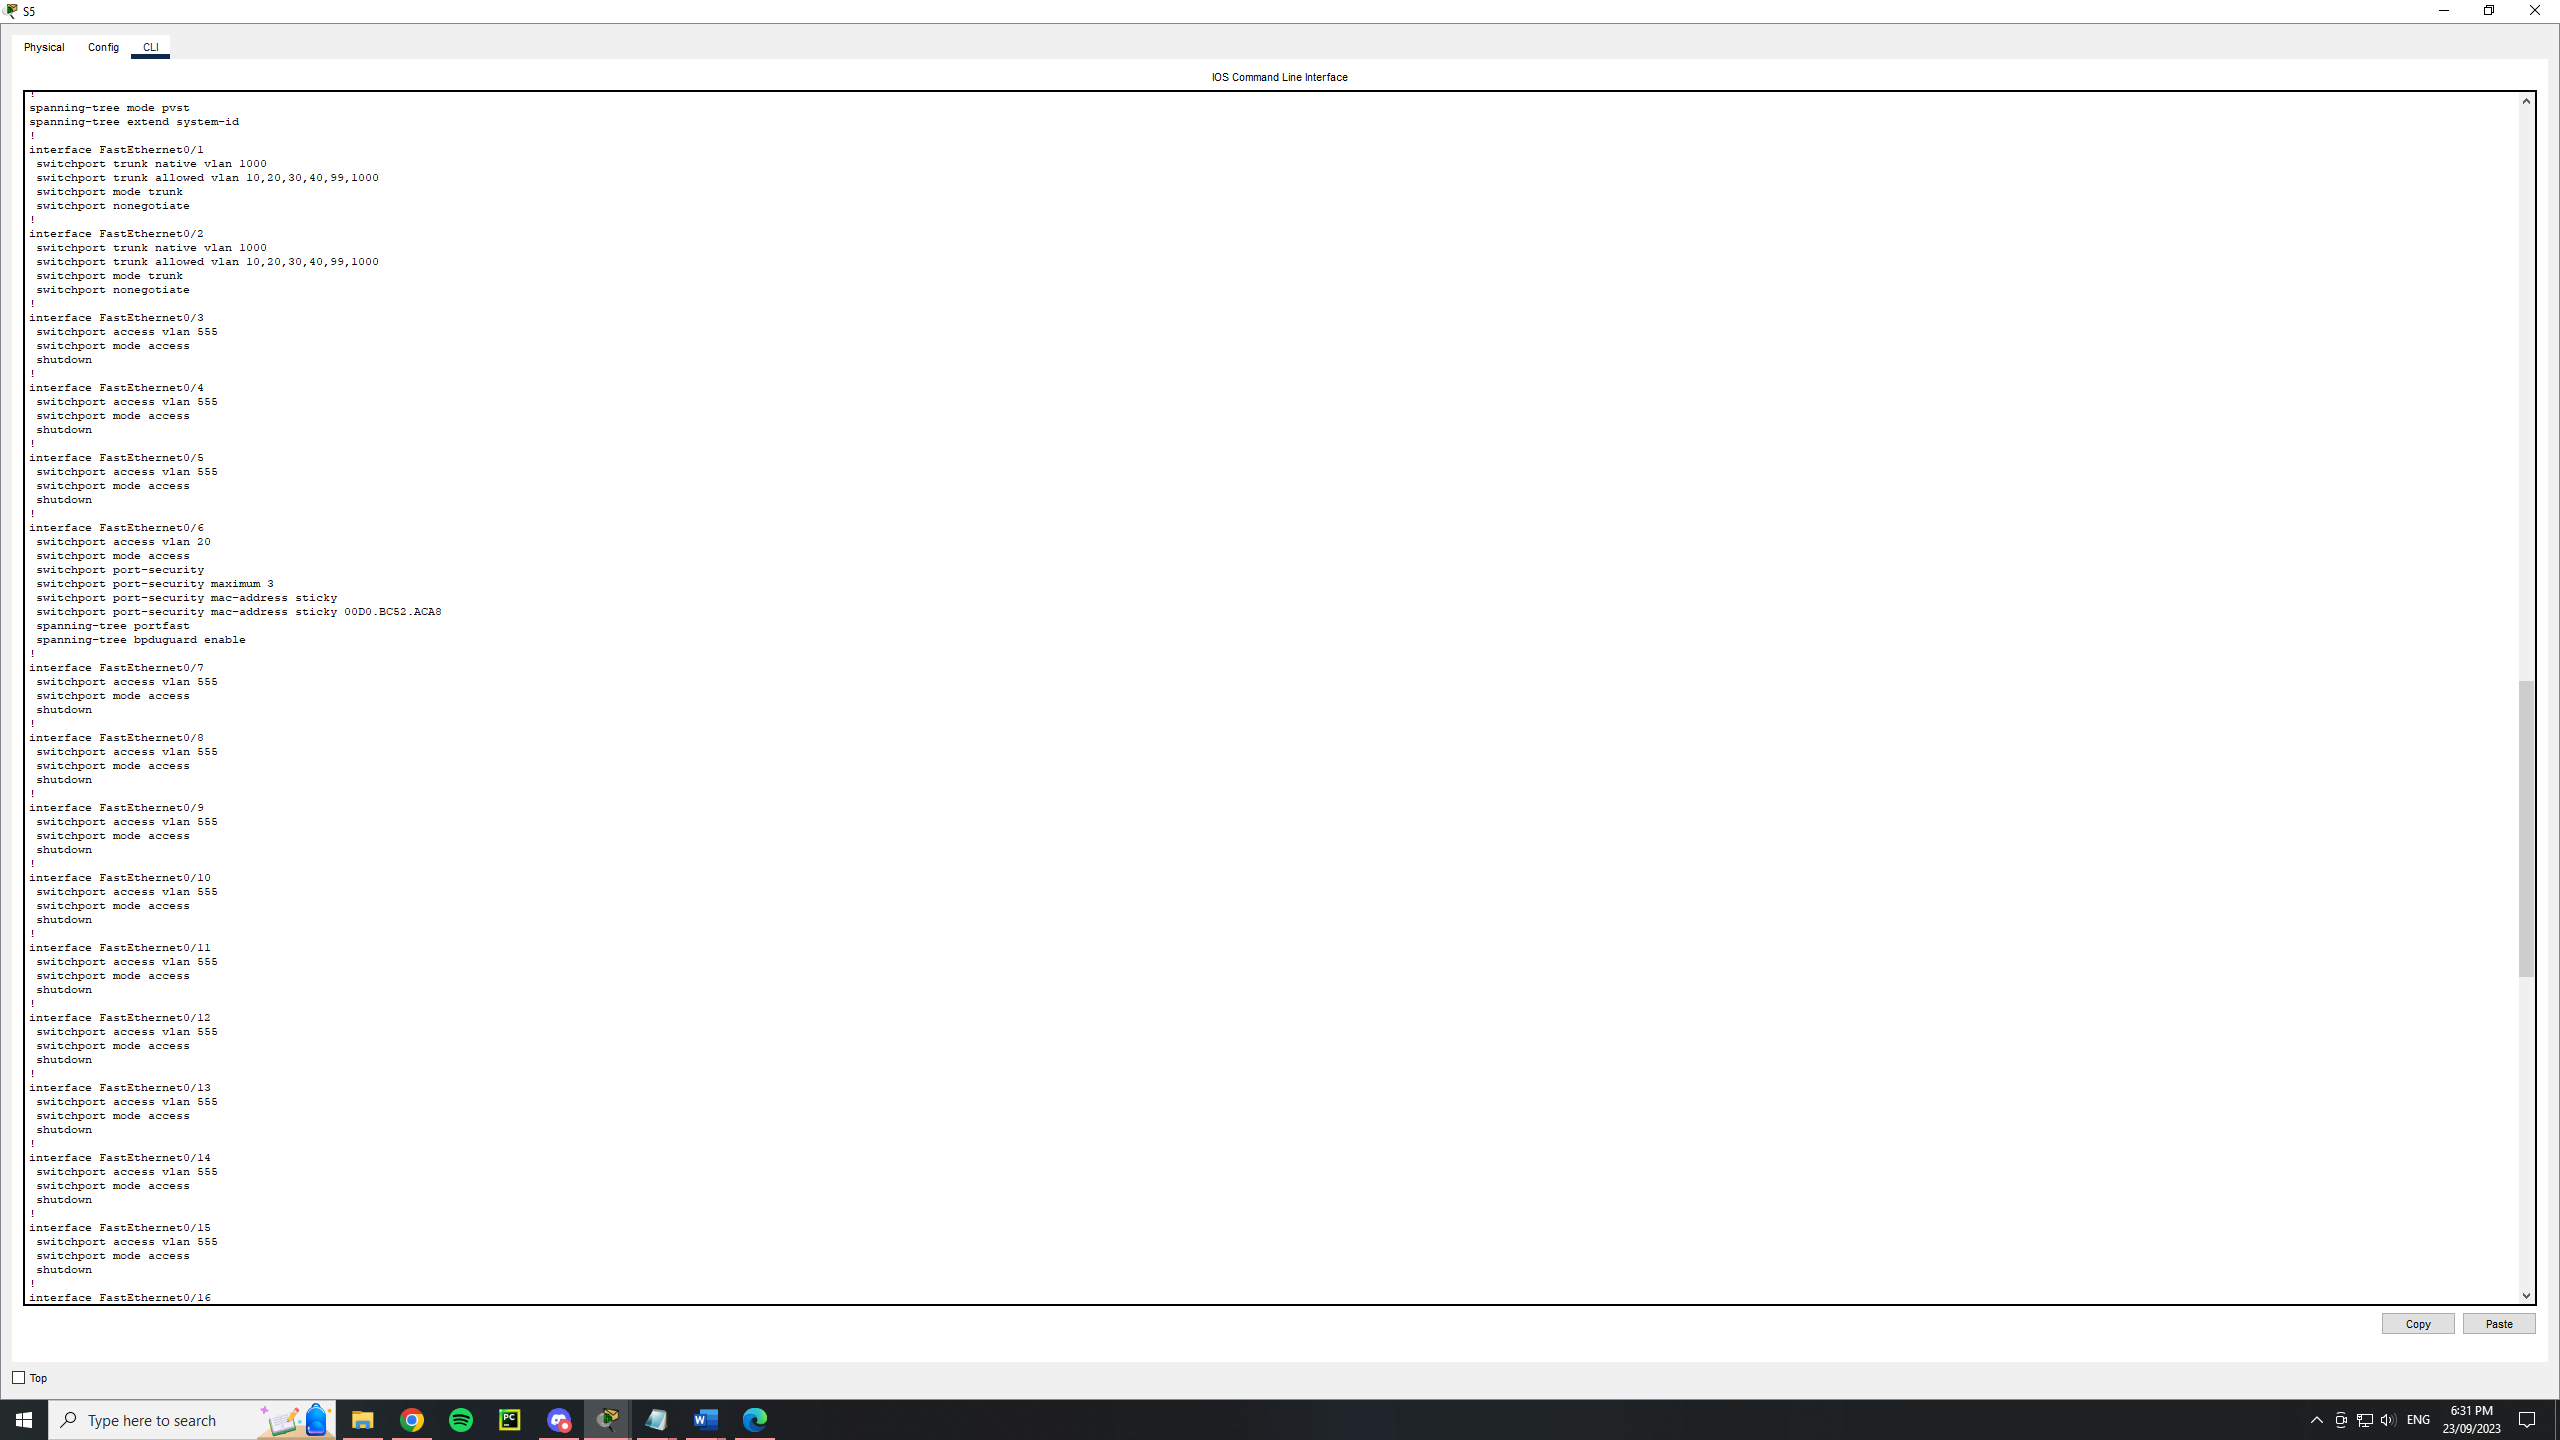 S5
Physical Config CLI
IOS Command Line Interface
!
spanning-tree mode pvst
spanning-tree extend system-id
!
interface FastEthernet0/1
 switchport trunk native vlan 1000
 switchport trunk allowed vlan 10,20,30,40,99,1000
 switchport mode trunk
 switchport nonegotiate
!
interface FastEthernet0/2
 switchport trunk native vlan 1000
 switchport trunk allowed vlan 10,20,30,40,99,1000
 switchport mode trunk
 switchport nonegotiate
!
interface FastEthernet0/3
 switchport access vlan 555
 switchport mode access
 shutdown
!
interface FastEthernet0/4
 switchport access vlan 555
 switchport mode access
 shutdown
!
interface FastEthernet0/5
 switchport access vlan 555
 switchport mode access
 shutdown
!
interface FastEthernet0/6
 switchport access vlan 20
 switchport mode access
 switchport port-security
 switchport port-security maximum 3
 switchport port-security mac-address sticky
 switchport port-security mac-address sticky 00D0.BC52.ACA8
 spanning-tree portfast
 spanning-tree bpduguard enable
!
interface FastEthernet0/7
 switchport access vlan 555
 switchport mode access
 shutdown
!
interface FastEthernet0/8
 switchport access vlan 555
 switchport mode access
 shutdown
!
interface FastEthernet0/9
 switchport access vlan 555
 switchport mode access
 shutdown
!
interface FastEthernet0/10
 switchport access vlan 555
 switchport mode access
 shutdown
!
interface FastEthernet0/11
 switchport access vlan 555
 switchport mode access
 shutdown
!
interface FastEthernet0/12
 switchport access vlan 555
 switchport mode access
 shutdown
!
interface FastEthernet0/13
 switchport access vlan 555
 switchport mode access
 shutdown
!
interface FastEthernet0/14
 switchport access vlan 555
 switchport mode access
 shutdown
!
interface FastEthernet0/15
 switchport access vlan 555
 switchport mode access
 shutdown
!
interface FastEthernet0/16
Copy Paste
Top
Type here to search
PC
W
ENG
6:31 PM
23/09/2023